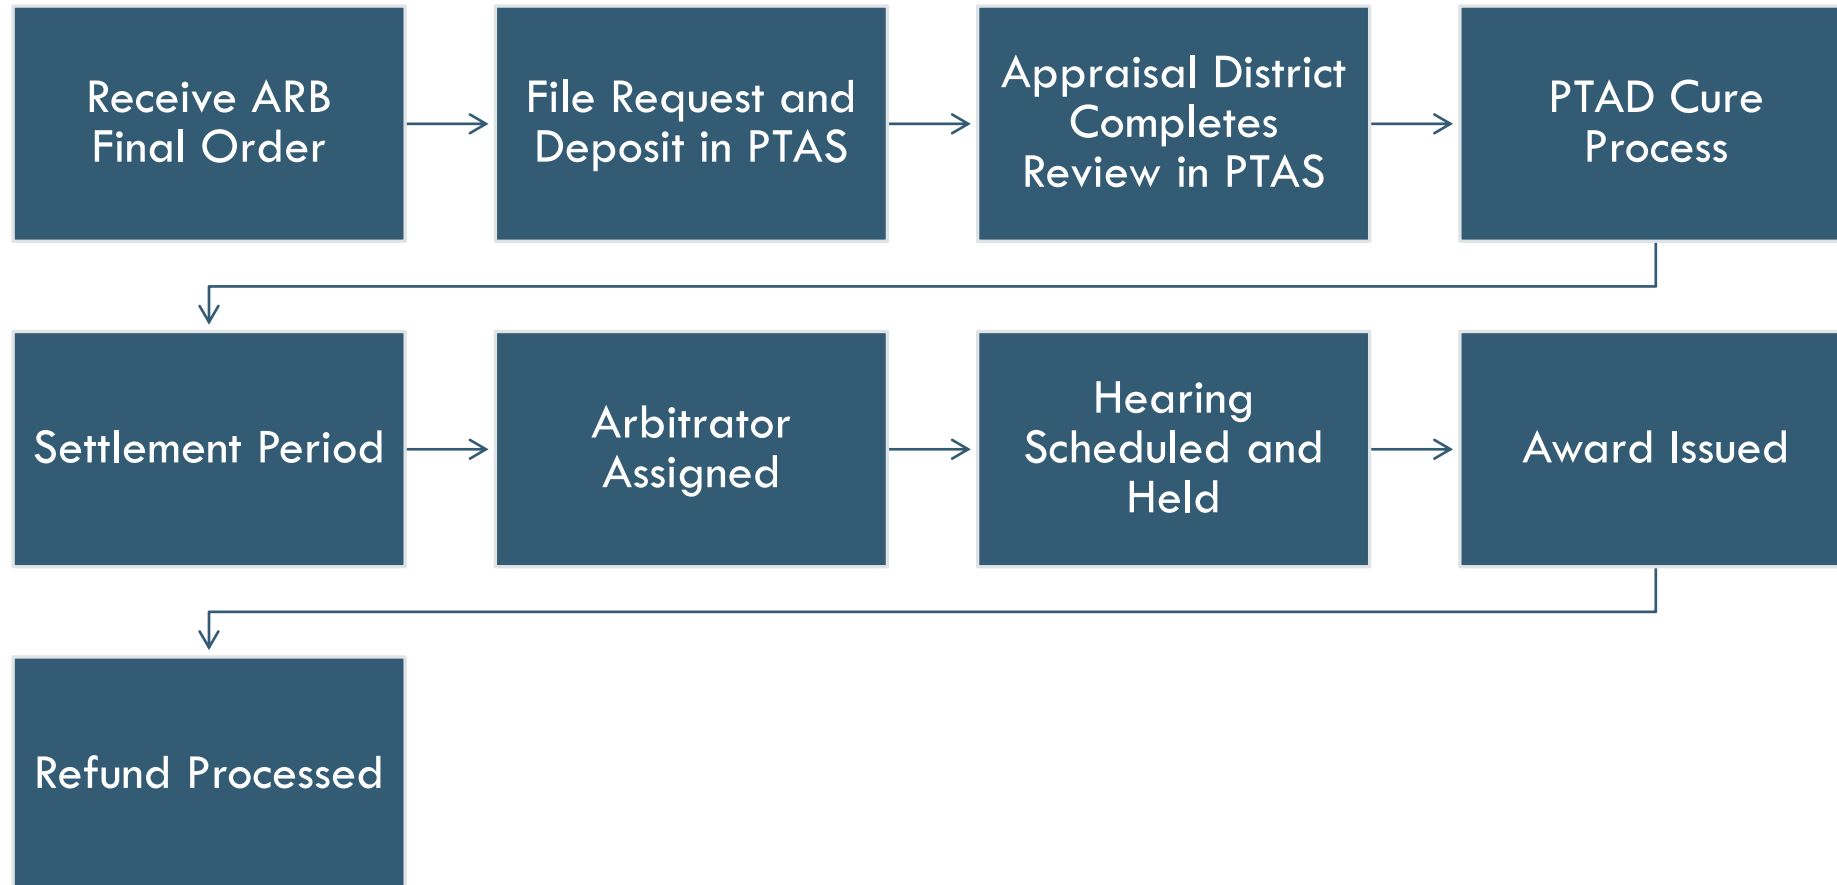 Receive ARB
Final Order
File Request and
Deposit in PTAS
Appraisal District
Completes
Review in PTAS
PTAD Cure
Process
Settlement Period
Arbitrator
Assigned
Hearing
Scheduled and
Held
Award Issued
Refund Processed